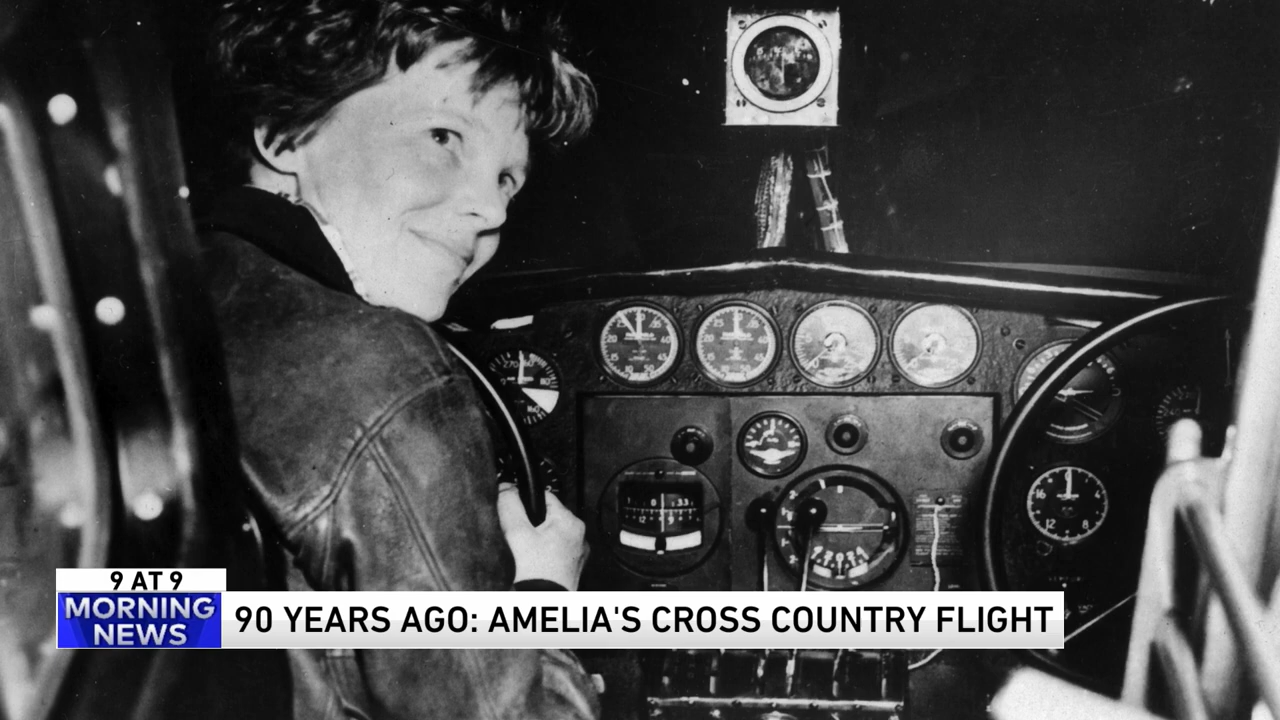 9 AT 9
MORNING
NEWS
90 YEARS AGO: AMELIA'S CROSS COUNTRY FLIGHT